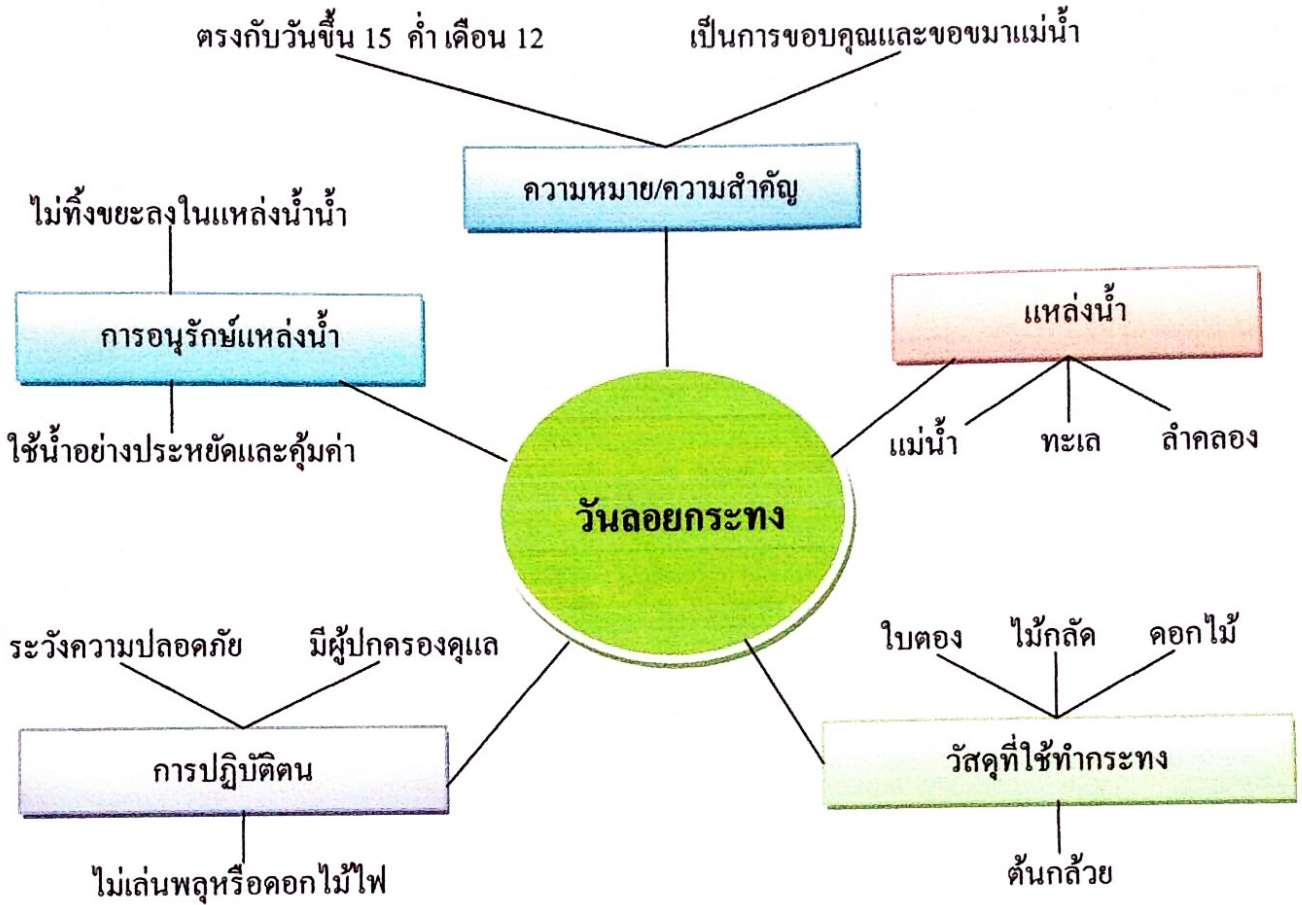 ตรงกับวันขึ้น 15 ค่ำ เดือน 12
เป็นการขอบคุณและขอขมาแม่น้ำ
ความหมาย/ความสำคัญ
ไม่ทิ้งขยะลงในแหล่งน้ำน้ำ
การอนุรักษ์แหล่งน้ำ
ใช้น้ำอย่างประหยัดและคุ้มค่า
แหล่งน้ำ
แม่น้ำ
ทะเล
ลำคลอง
วันลอยกระทง
ระวังความปลอดภัย
มีผู้ปกครองดุแล
การปฏิบัติตน
ไม่เล่นพลุหรือดอกไม้ไฟ
ใบตอง
ไม้กลัด
ดอกไม้
วัสดุที่ใช้ทำกระทง
ต้นกล้วย